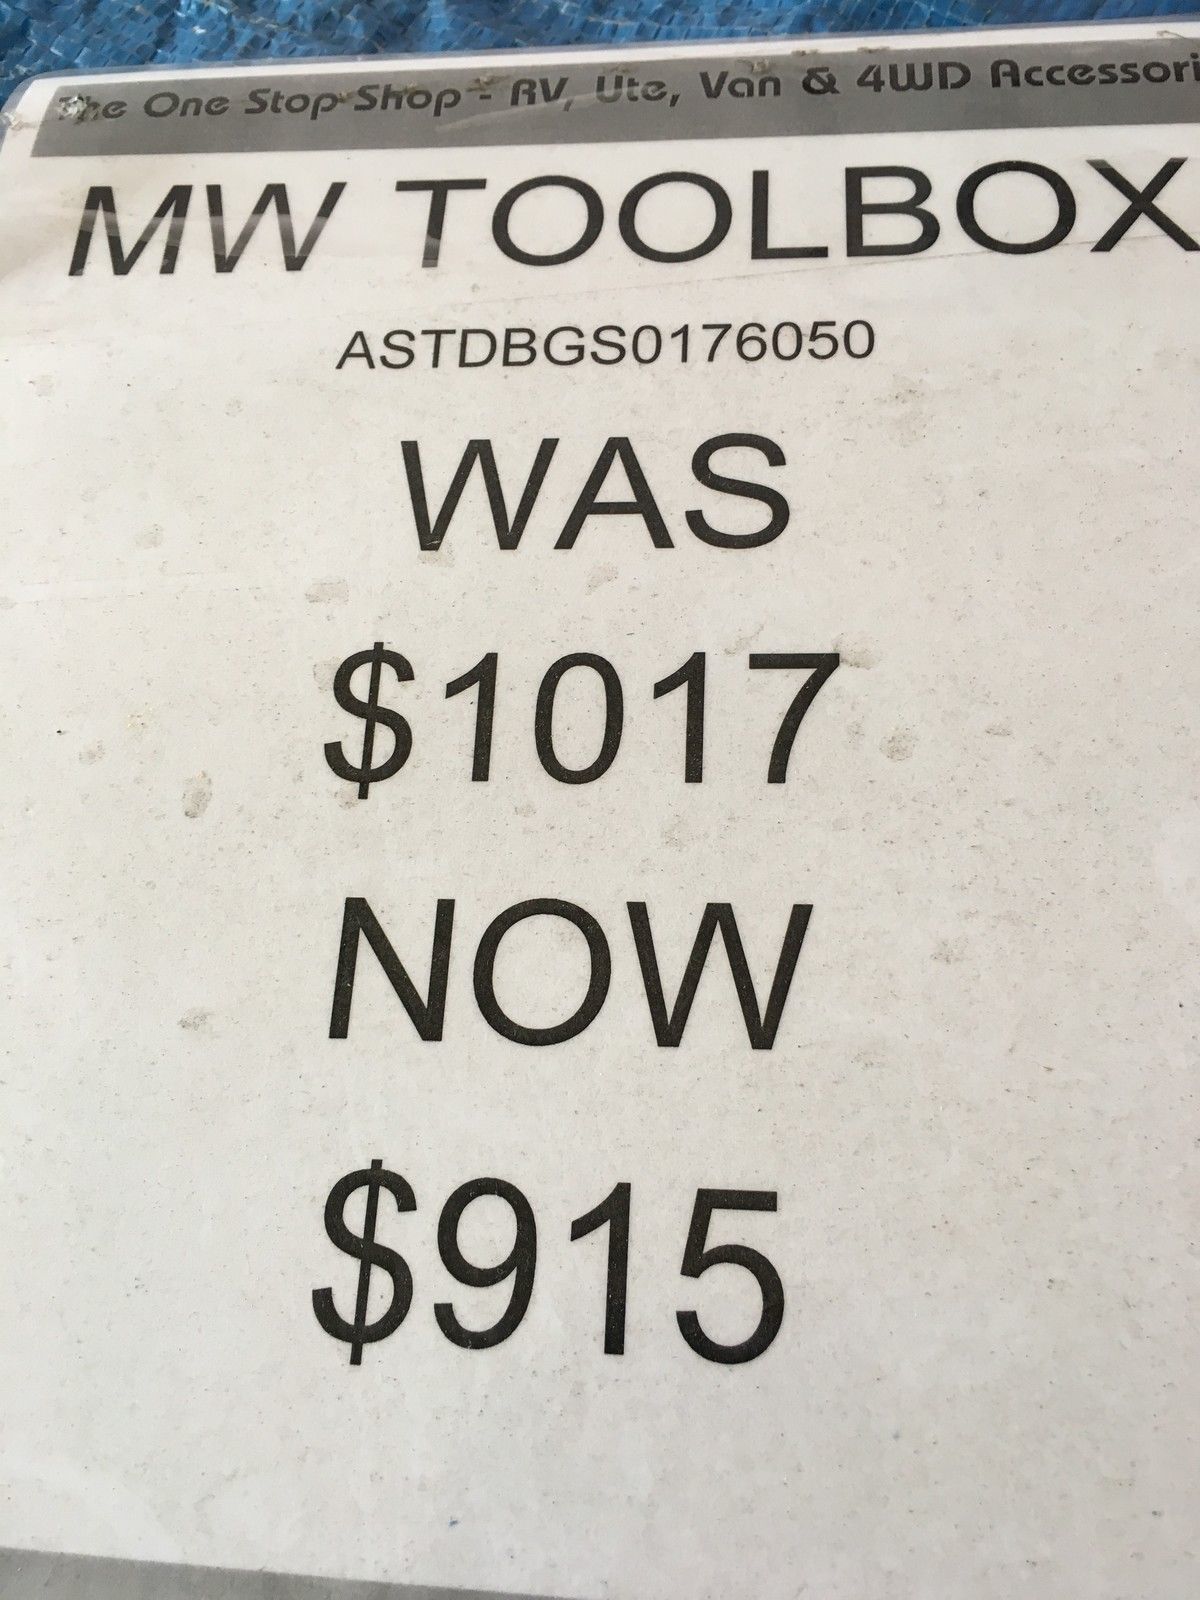 The One Stop Shop - RV, Ute, Van & 4WD Accessori
MW TOOLBOX
ASTDBGS0176050
WAS
$1017
NOW
$915